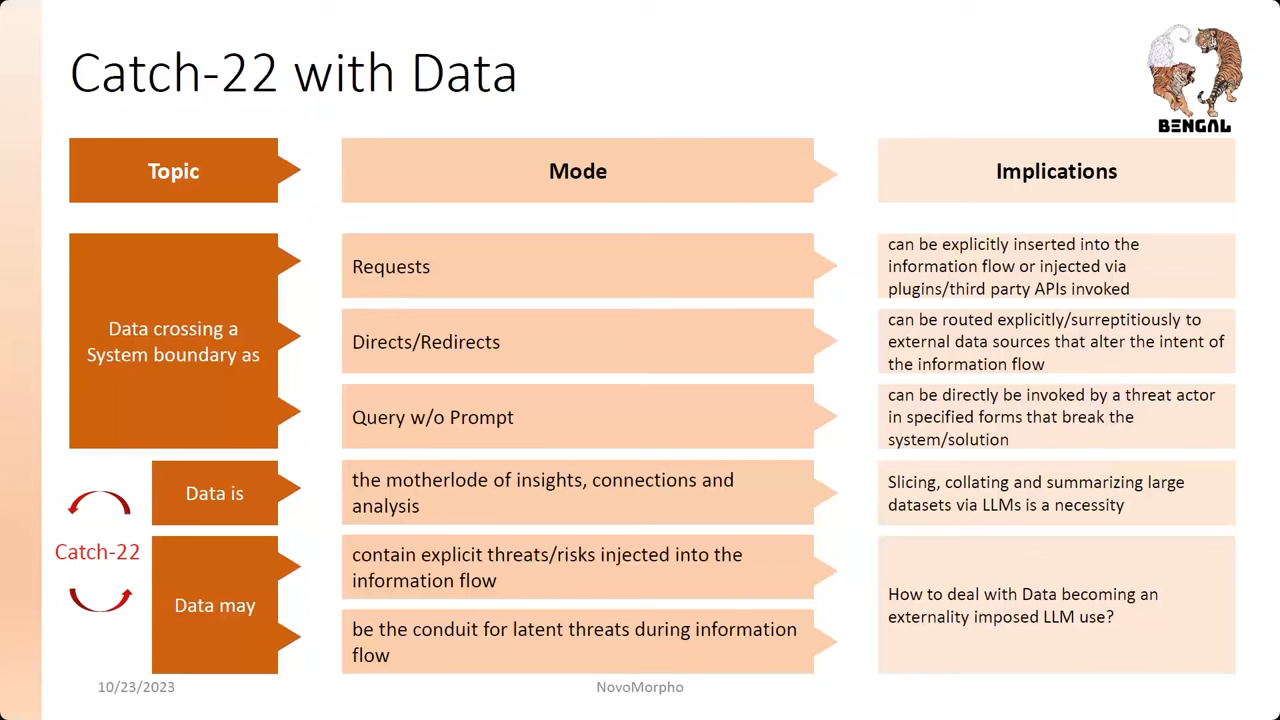 Catch-22 with Data
BENGAL
Topic
Mode
Implications
Data crossing a
System boundary as
Requests
can be explicitly inserted into the
information flow or injected via
plugins/third party APIs invoked
Directs/Redirects
can be routed explicitly/surreptitiously to
external data sources that alter the intent of
the information flow
Query w/o Prompt
can be directly be invoked by a threat actor
in specified forms that break the
system/solution
Catch-22
Data is
the motherlode of insights, connections and
analysis
Slicing, collating and summarizing large
datasets via LLMs is a necessity
Data may
contain explicit threats/risks injected into the
information flow
be the conduit for latent threats during information
flow
How to deal with Data becoming an
externality imposed LLM use?
10/23/2023
NovoMorpho